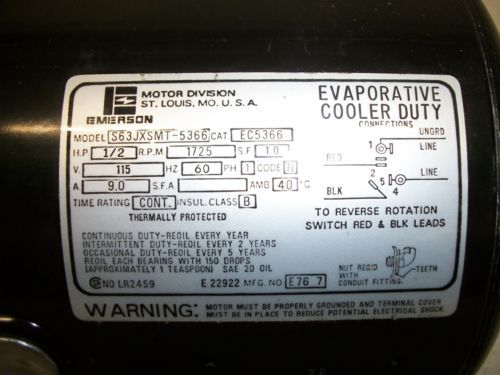 MOTOR DIVISION
ST. LOUIS, MO. U.S.A.
EMERSON
EVAPORATIVE
COOLER DUTY
CONNECTIONS
MODEL S63JXSMT-5366 CAT. EC5366
H.P. 1/2 R.P.M 1725 S.F. 1.0
V. 115 HZ 60 PH 1 CODE
A. 9.0 S.F.A. AMB 40 °C
TIME RATING CONT. INSUL.CLASS B
THERMALLY PROTECTED
UNGRD
1 LINE
RED
2 5 LINE
BLK 4
TO REVERSE ROTATION
SWITCH RED & BLK LEADS
CONTINUOUS DUTY-REOIL EVERY YEAR
INTERMITTENT DUTY-REOIL EVERY 2 YEARS
OCCASIONAL DUTY-REOIL EVERY 5 YEARS
REOIL EACH BEARING WITH 150 DROPS
(APPROXIMATELY 1 TEASPOON) SAE 20 OIL
NUT REQ'D TEETH
WITH
CONDUIT FITTING
NO LR2459 E 22922 MFG. NO E76 7
WARNING: MOTOR MUST BE PROPERLY GROUNDED AND TERMINAL COVER
MUST BE IN PLACE TO REDUCE POTENTIAL ELECTRICAL SHOCK.